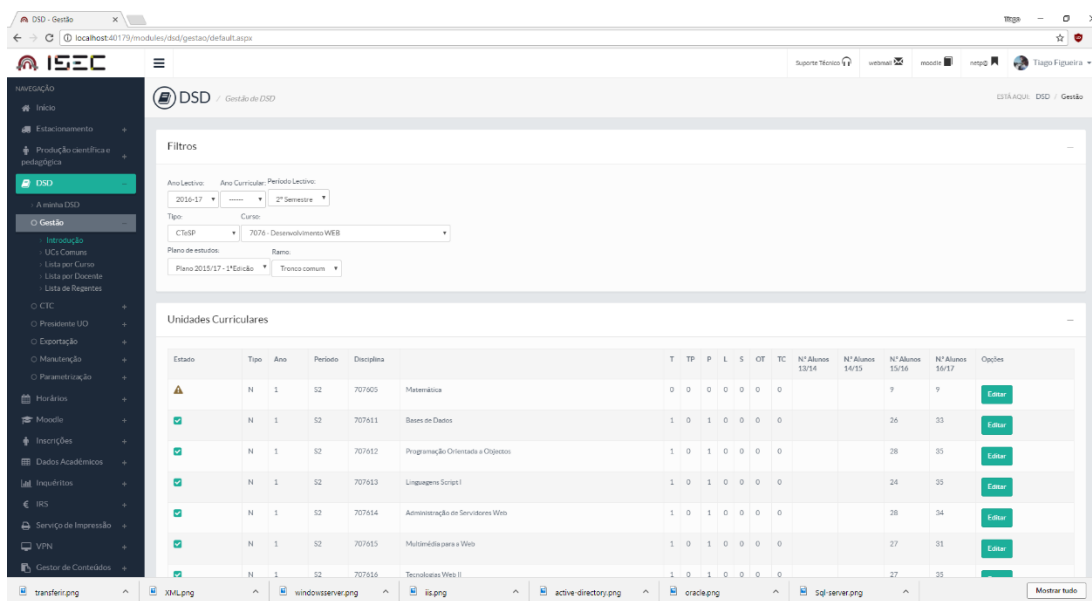 DSD - Gestão
Tiago
localhost:40179/modules/dsd/gestao/default.aspx
ISEC
Suporte Técnico
webmail
moodle
netp@
Tiago Figueira
NAVEGAÇÃO
Início
Estacionamento +
Produção científica e pedagógica +
DSD −
A minha DSD
Gestão −
Introdução
UCs Comuns
Lista por Curso
Lista por Docente
Lista de Regentes
CTC +
Presidente UO +
Exportação +
Manutenção +
Parametrização +
Horários +
Moodle +
Inscrições +
Dados Académicos +
Inquéritos +
€ IRS +
Serviço de Impressão +
VPN +
Gestor de Conteúdos +
DSD / Gestão de DSD
ESTÁ AQUI: DSD / Gestão
Filtros
Ano Lectivo: Ano Curricular: Período Lectivo:
2016-17 ------ 2º Semestre
Tipo: Curso:
CTeSP 7076 - Desenvolvimento WEB
Plano de estudos: Ramo:
Plano 2015/17 - 1ªEdicão Tronco comum
Unidades Curriculares
Estado Tipo Ano Período Disciplina T TP P L S OT TC N.º Alunos 13/14 N.º Alunos 14/15 N.º Alunos 15/16 N.º Alunos 16/17 Opções
N 1 S2 707605 Matemática 0 0 0 0 0 0 0 9 9 Editar
N 1 S2 707611 Bases de Dados 1 0 1 0 0 0 0 26 33 Editar
N 1 S2 707612 Programação Orientada a Objectos 1 0 1 0 0 0 0 28 35 Editar
N 1 S2 707613 Linguagens Script I 1 0 1 0 0 0 0 24 35 Editar
N 1 S2 707614 Administração de Servidores Web 1 0 1 0 0 0 0 28 34 Editar
N 1 S2 707615 Multimédia para a Web 1 0 1 0 0 0 0 27 31 Editar
N 1 S2 707616 Tecnologias Web II 1 0 1 0 0 0 0 27 35
transferir.png
XML.png
windowsserver.png
iis.png
active-directory.png
oracle.png
Sql-server.png
Mostrar tudo